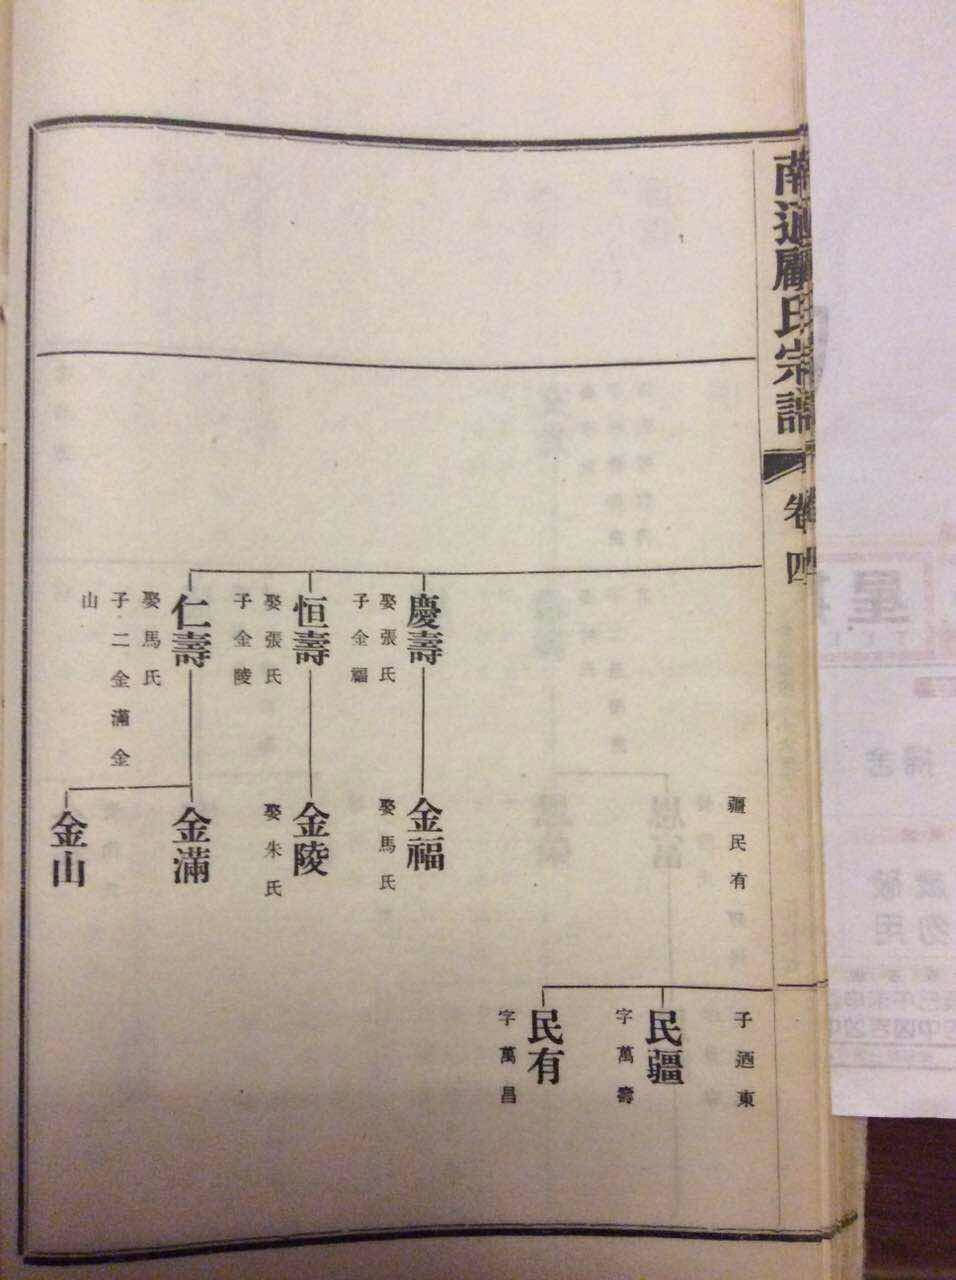 南通顧氏宗譜
卷四
慶壽
娶張氏
子金福
恒壽
娶張氏
子金陵
仁壽
娶馬氏
子二金滿金
山
疆民有
金福
娶馬氏
金陵
娶朱氏
金滿
金山
子迺東
民疆
字萬壽
民有
字萬昌